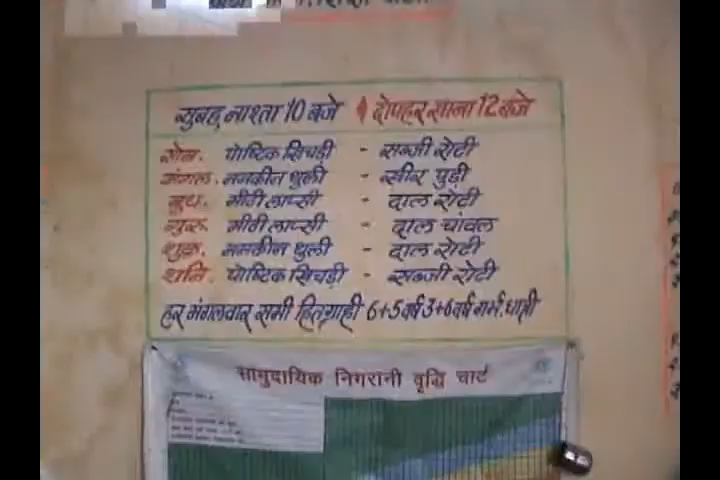 सुबह नाश्ता 10 बजे दोपहर खाना 12 बजे
सोम. पोष्टिक खिचड़ी - सब्जी रोटी
मंगल. नमकीन थुली - खीर पुड़ी
बुध. मीठी लाप्सी - दाल रोटी
गुरू. मीठी लाप्सी - दाल चांवल
शुक्र. नमकीन थुली - दाल रोटी
शनि. पोष्टिक खिचड़ी - सब्जी रोटी
हर मंगलवार सभी हितग्राही 6+5 वर्ष 3+6 वर्ष गर्भ. धात्री
सामुदायिक निगरानी वृद्धि चार्ट